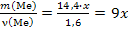 m(Me)/ν(Me) = 14,4·x/1,6 = 9x